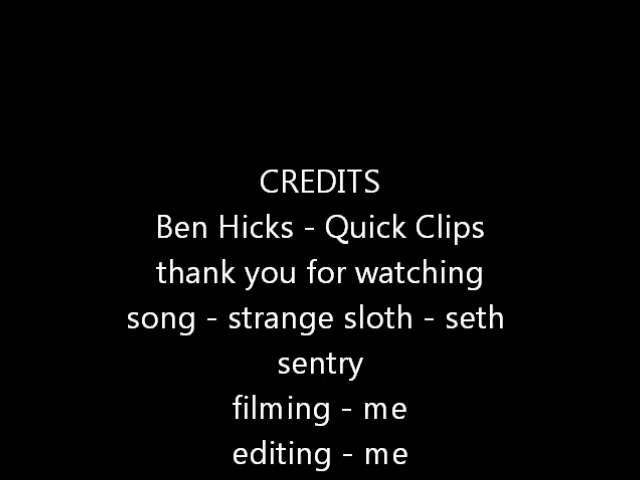 CREDITS
Ben Hicks - Quick Clips
thank you for watching
song - strange sloth - seth
sentry
filming - me
editing - me